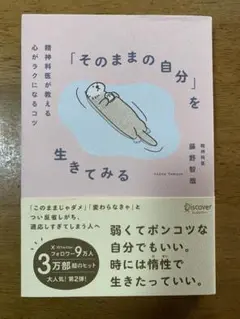 「そのままの自分」を
生きてみる
精神科医が教える
心がラクになるコツ
精神科医
藤野智哉
Discover
「このままじゃダメ」「変わらなきゃ」と
つい反省しがち、
適応しすぎてしまう人へ
X
フォロワー9万人
3万部超のヒット
大人気!第2弾!
弱くてポンコツな
自分でもいい。
時には惰性で
生きたっていい。